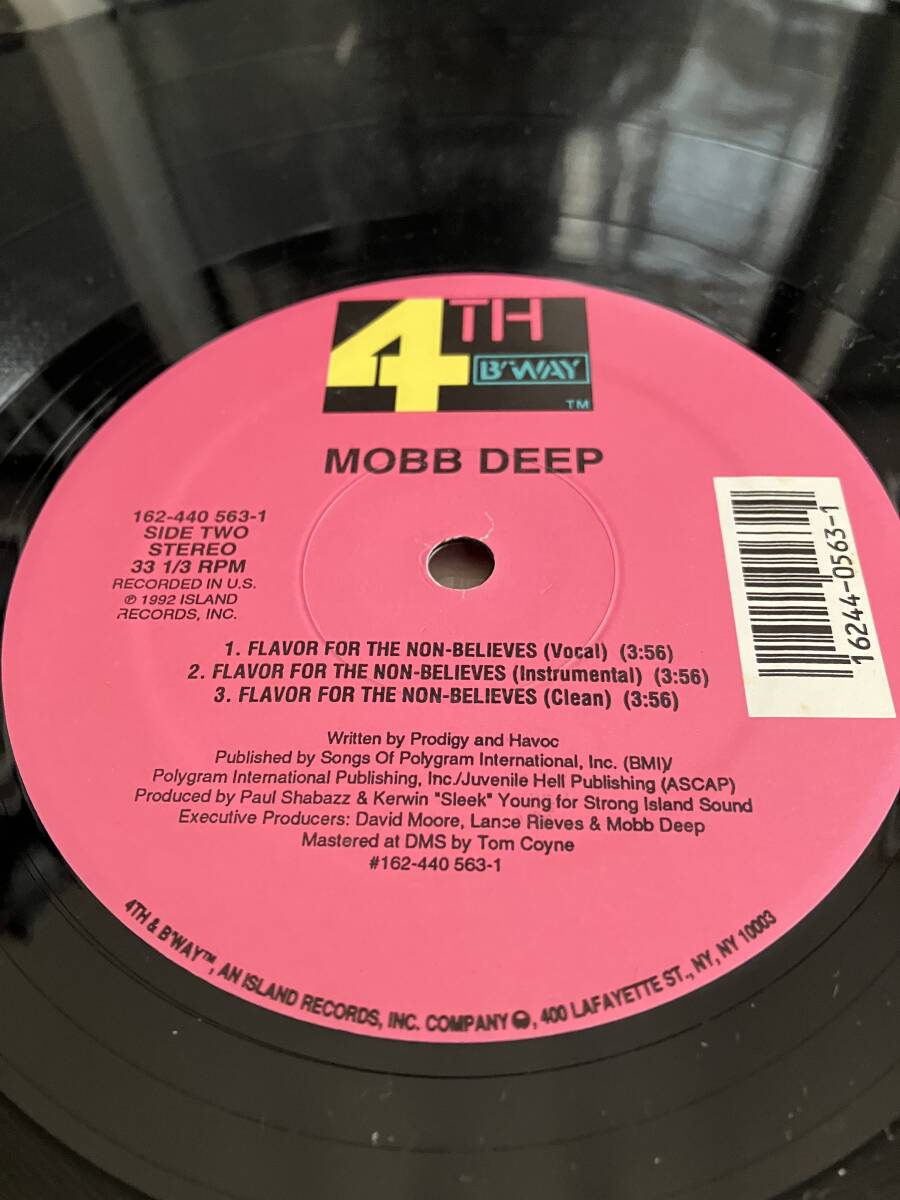 4TH
B'WAY
TM
MOBB DEEP
162-440 563-1
SIDE TWO
STEREO
33 1/3 RPM
RECORDED IN U.S.
℗ 1992 ISLAND
RECORDS, INC.
16244-0563-1
1. FLAVOR FOR THE NON-BELIEVES (Vocal) (3:56)
2. FLAVOR FOR THE NON-BELIEVES (Instrumental) (3:56)
3. FLAVOR FOR THE NON-BELIEVES (Clean) (3:56)
Written by Prodigy and Havoc
Published by Songs Of Polygram International, Inc. (BMI)/
Polygram International Publishing, Inc./Juvenile Hell Publishing (ASCAP)
Produced by Paul Shabazz & Kerwin "Sleek" Young for Strong Island Sound
Executive Producers: David Moore, Lance Rieves & Mobb Deep
Mastered at DMS by Tom Coyne
#162-440 563-1
4TH & B'WAY™, AN ISLAND RECORDS, INC. COMPANY, 400 LAFAYETTE ST., NY, NY 10003